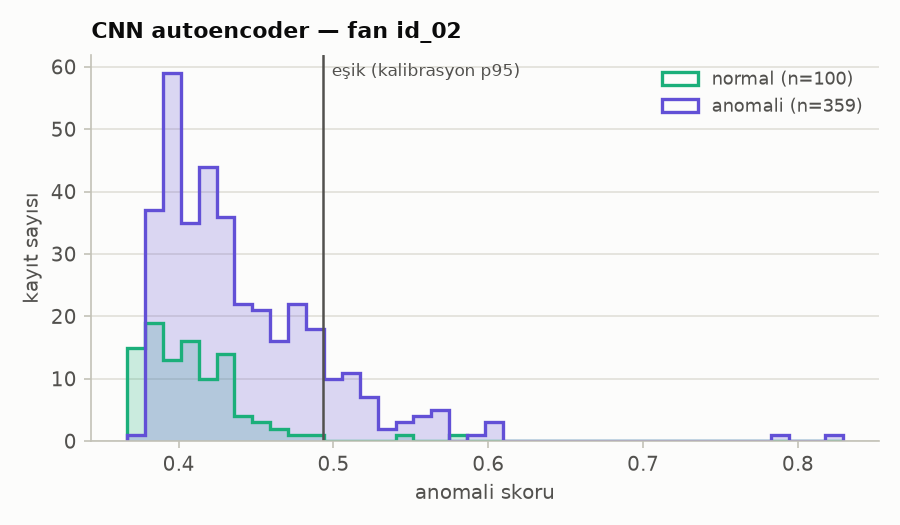 CNN autoencoder — fan id_02
eşik (kalibrasyon p95)
normal (n=100)
anomali (n=359)
kayıt sayısı
60
50
40
30
20
10
0
0.4 0.5 0.6 0.7 0.8
anomali skoru